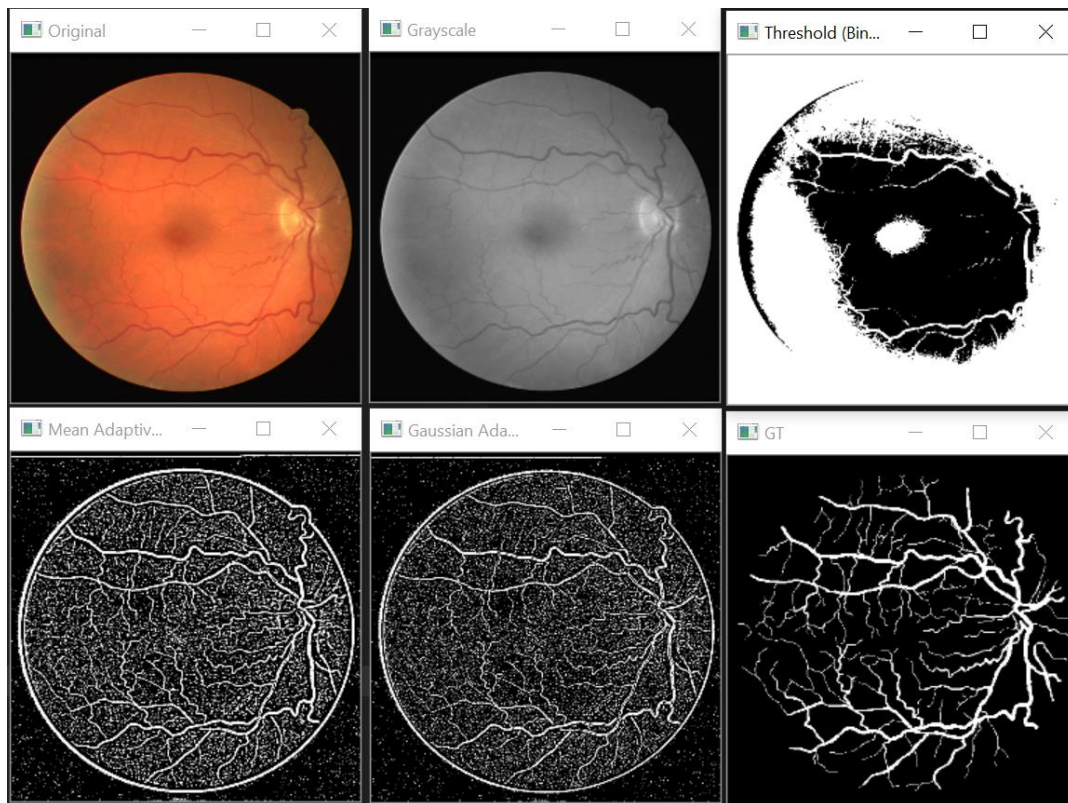 Original
Grayscale
Threshold (Bin...
Mean Adaptiv...
Gaussian Ada...
GT